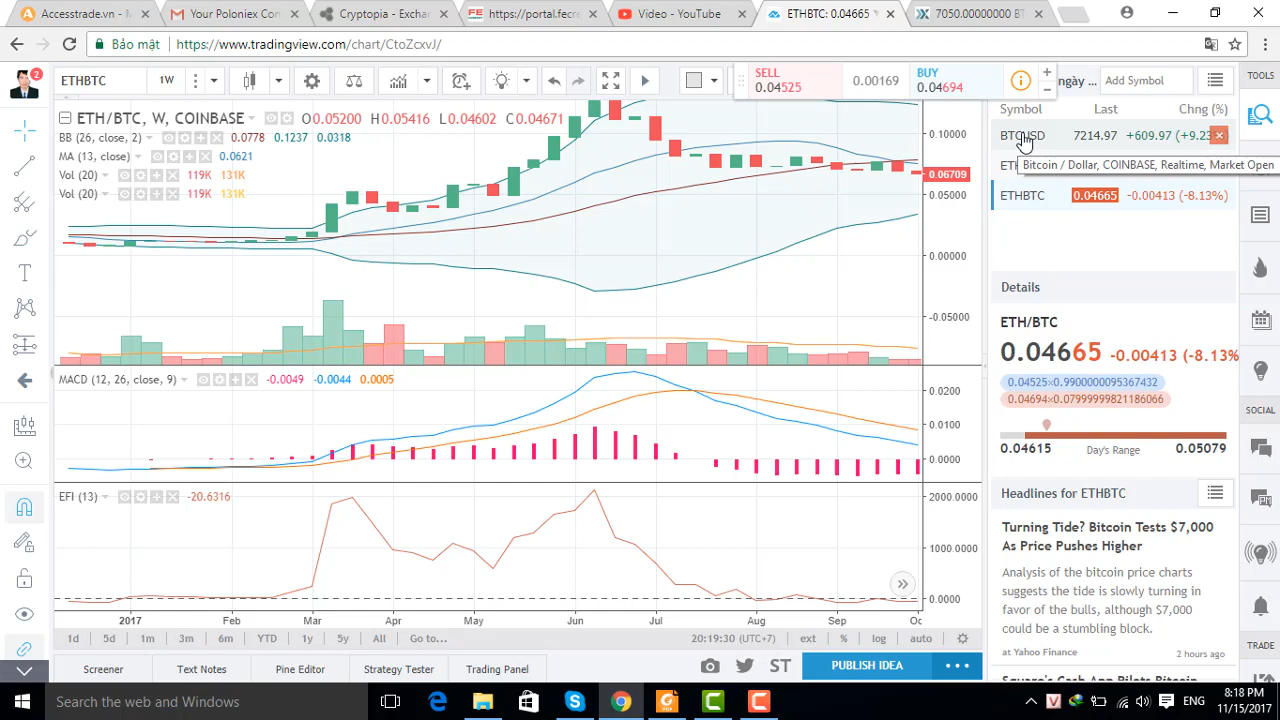 Accesstrade.vn - Mạ
Your Poloniex Con
Cryptopia - Exchan
https://portal.fecre
Video - YouTube
ETHBTC: 0.04665
7050.00000000 BT
Bảo mật https://www.tradingview.com/chart/CtoZcxvJ/
2
ETHBTC 1W
SELL
0.04525
0.00169
BUY
0.04694
ngày ...
Add Symbol
TOOLS
Symbol Last Chng (%)
BTCUSD 7214.97 +609.97 (+9.23
Bitcoin / Dollar, COINBASE, Realtime, Market Open
ETHBTC 0.04665 -0.00413 (-8.13%)
ETH/BTC, W, COINBASE O0.05200 H0.05416 L0.04602 C0.04671
BB (26, close, 2) 0.0778 0.1237 0.0318
MA (13, close) 0.0621
Vol (20) 119K 131K
Vol (20) 119K 131K
0.10000
0.06709
0.05000
0.00000
-0.05000
MACD (12, 26, close, 9) -0.0049 -0.0044 0.0005
0.0200
0.0100
0.0000
EFI (13) -20.6316
2000.0000
1000.0000
0.0000
2017 Feb Mar Apr May Jun Jul Aug Sep Oc
1d 5d 1m 3m 6m YTD 1y 5y All Go to... 20:19:30 (UTC+7) ext % log auto
Screener Text Notes Pine Editor Strategy Tester Trading Panel ST PUBLISH IDEA
Details
ETH/BTC
0.04665 -0.00413 (-8.13%
0.04525×0.9900000095367432
0.04694×0.07999999821186066
0.04615 Day's Range 0.05079
Headlines for ETHBTC
Turning Tide? Bitcoin Tests $7,000
As Price Pushes Higher
Analysis of the bitcoin price charts
suggests the tide is slowly turning in
favor of the bulls, although $7,000
could be a stumbling block.
at Yahoo Finance 2 hours ago
SOCIAL
TRADE
Search the web and Windows
ENG
8:18 PM
11/15/2017